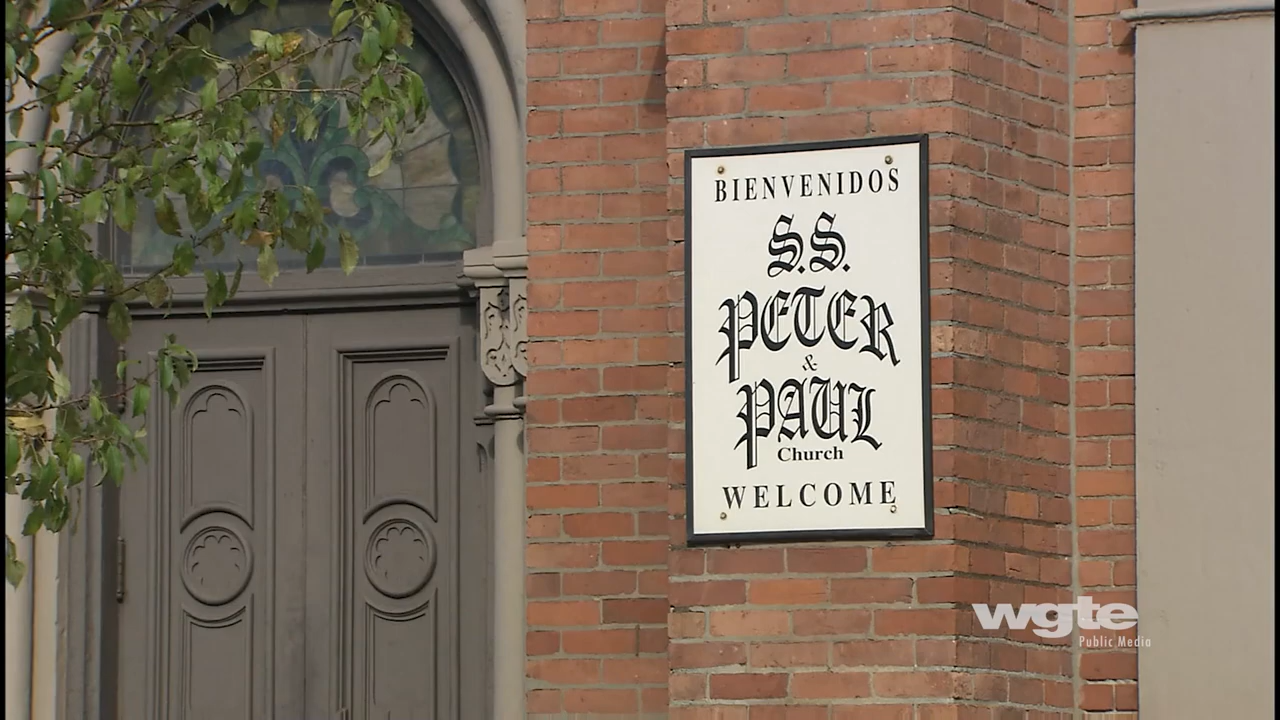 BIENVENIDOS
S.S.
PETER
&
PAUL
Church
WELCOME
wgte
Public Media